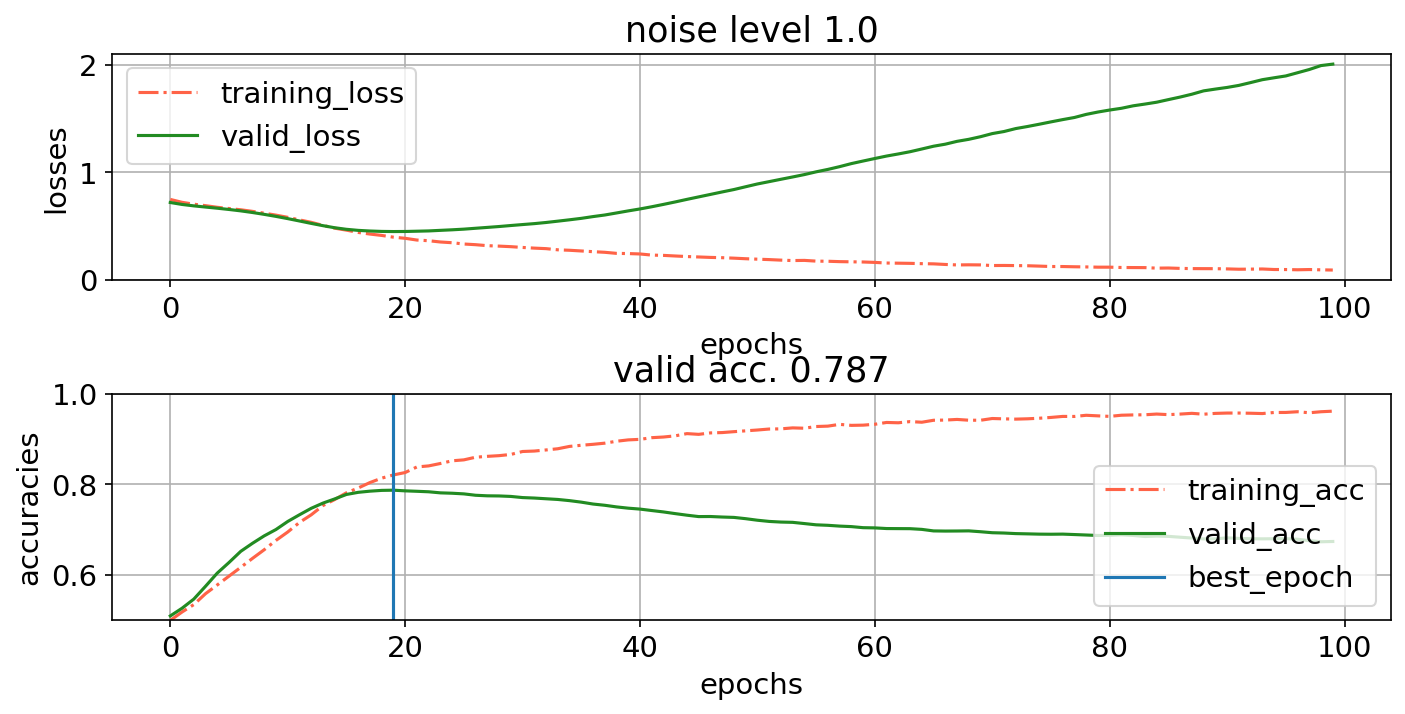 noise level 1.0
losses
2
1
0
training_loss
valid_loss
0 20 40 60 80 100
epochs
valid acc. 0.787
accuracies
1.0
0.8
0.6
training_acc
valid_acc
best_epoch
0 20 40 60 80 100
epochs